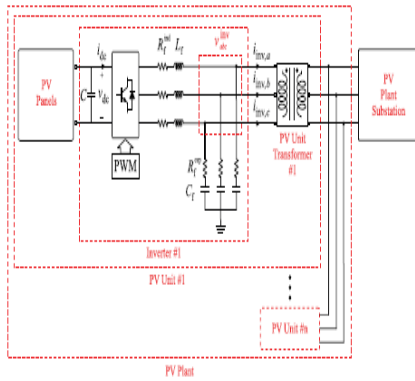 PV
Panels
i_dc
+
C
v_dc
−
PWM
R_f^ind
L_f
v_abc^inv
R_f^cap
C_f
i_inv,a
i_inv,b
i_inv,c
PV Unit
Transformer
#1
PV
Plant
Substation
Inverter #1
PV Unit #1
PV Unit #n
PV Plant